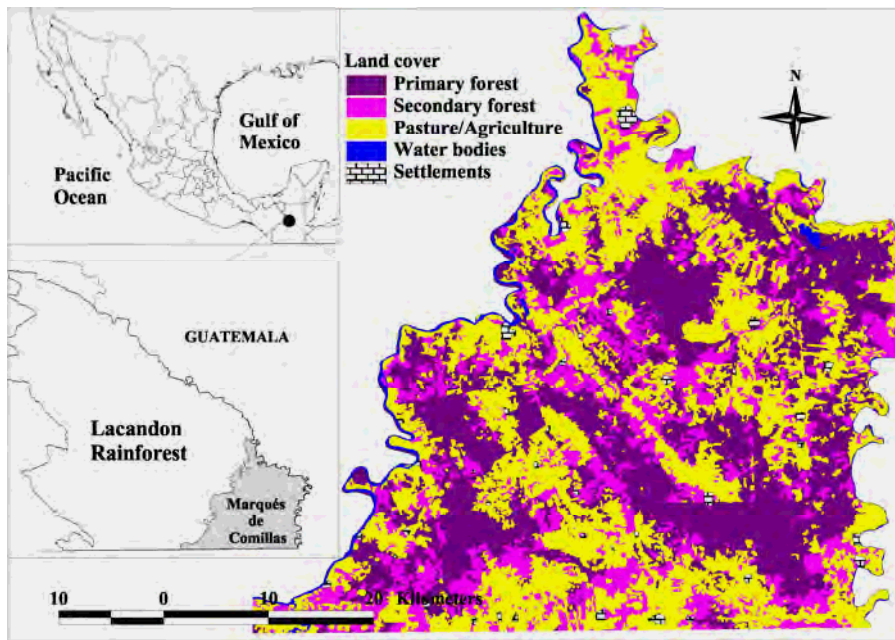 Gulf of
Mexico
Pacific
Ocean
Land cover
Primary forest
Secondary forest
Pasture/Agriculture
Water bodies
Settlements
N
GUATEMALA
Lacandon
Rainforest
Marqués
de
Comillas
10 0 10 20 Kilometers